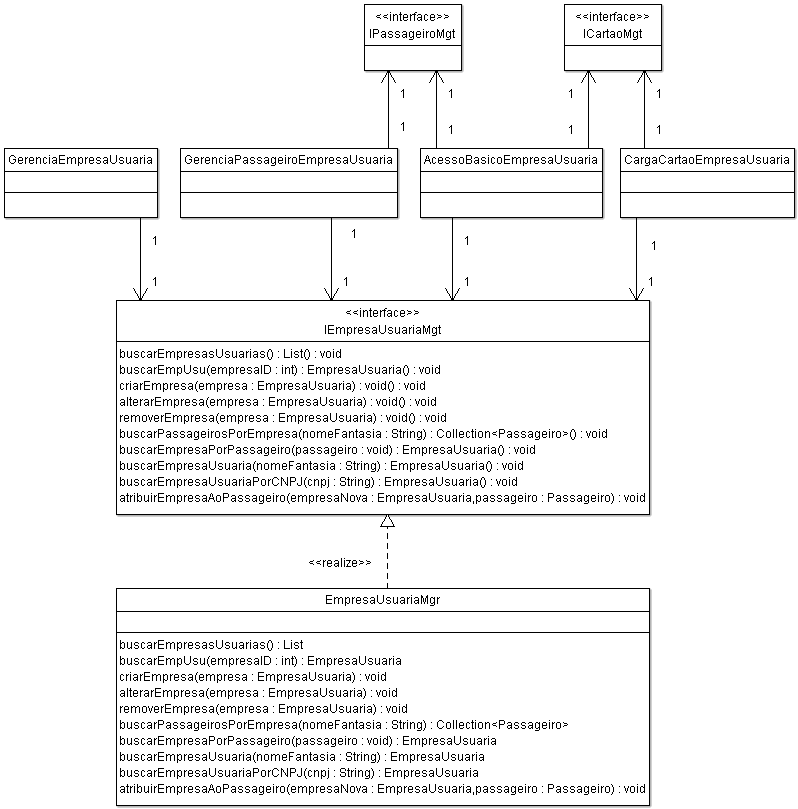 <<interface>>
IPassageiroMgt
<<interface>>
ICartaoMgt
1
1
1
1
1
1
1
1
GerenciaEmpresaUsuaria
GerenciaPassageiroEmpresaUsuaria
AcessoBasicoEmpresaUsuaria
CargaCartaoEmpresaUsuaria
1
1
1
1
1
1
1
1
<<interface>>
IEmpresaUsuariaMgt
buscarEmpresasUsuarias() : List() : void
buscarEmpUsu(empresaID : int) : EmpresaUsuaria() : void
criarEmpresa(empresa : EmpresaUsuaria) : void() : void
alterarEmpresa(empresa : EmpresaUsuaria) : void() : void
removerEmpresa(empresa : EmpresaUsuaria) : void() : void
buscarPassageirosPorEmpresa(nomeFantasia : String) : Collection<Passageiro>() : void
buscarEmpresaPorPassageiro(passageiro : void) : EmpresaUsuaria() : void
buscarEmpresaUsuaria(nomeFantasia : String) : EmpresaUsuaria() : void
buscarEmpresaUsuariaPorCNPJ(cnpj : String) : EmpresaUsuaria() : void
atribuirEmpresaAoPassageiro(empresaNova : EmpresaUsuaria,passageiro : Passageiro) : void
<<realize>>
EmpresaUsuariaMgr
buscarEmpresasUsuarias() : List
buscarEmpUsu(empresaID : int) : EmpresaUsuaria
criarEmpresa(empresa : EmpresaUsuaria) : void
alterarEmpresa(empresa : EmpresaUsuaria) : void
removerEmpresa(empresa : EmpresaUsuaria) : void
buscarPassageirosPorEmpresa(nomeFantasia : String) : Collection<Passageiro>
buscarEmpresaPorPassageiro(passageiro : void) : EmpresaUsuaria
buscarEmpresaUsuaria(nomeFantasia : String) : EmpresaUsuaria
buscarEmpresaUsuariaPorCNPJ(cnpj : String) : EmpresaUsuaria
atribuirEmpresaAoPassageiro(empresaNova : EmpresaUsuaria,passageiro : Passageiro) : void